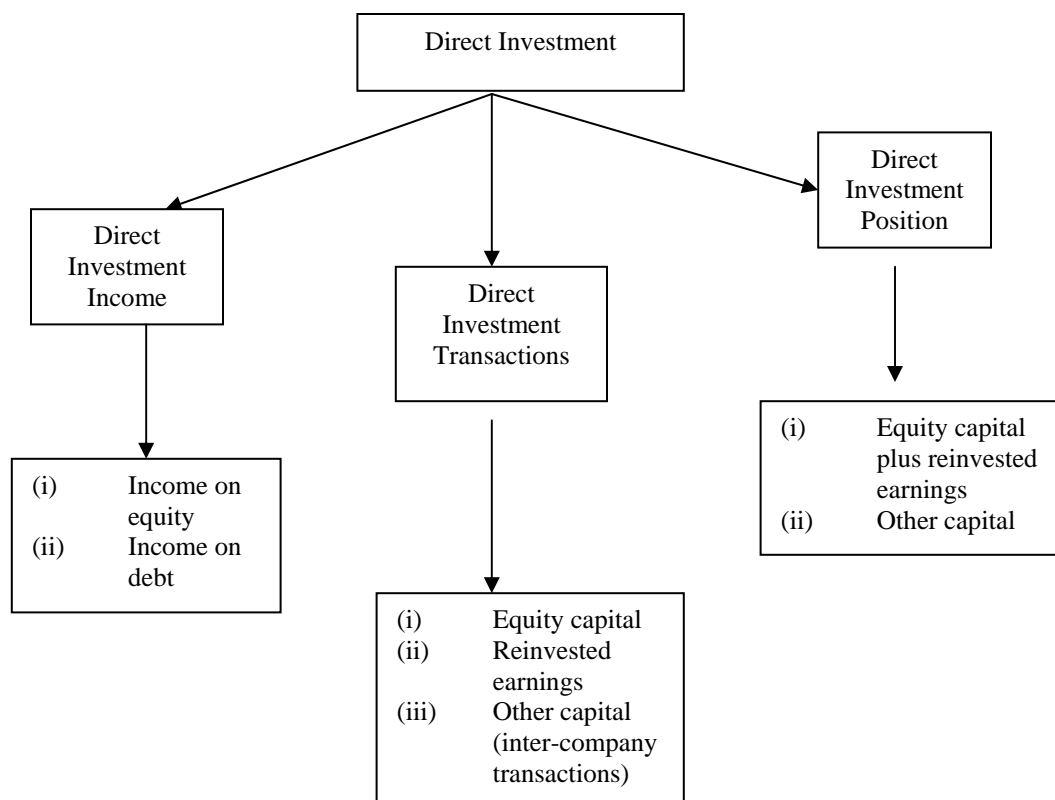 Direct Investment
Direct
Investment
Income
(i) Income on
equity
(ii) Income on
debt
Direct
Investment
Transactions
(i) Equity capital
(ii) Reinvested
earnings
(iii) Other capital
(inter-company
transactions)
Direct
Investment
Position
(i) Equity capital
plus reinvested
earnings
(ii) Other capital